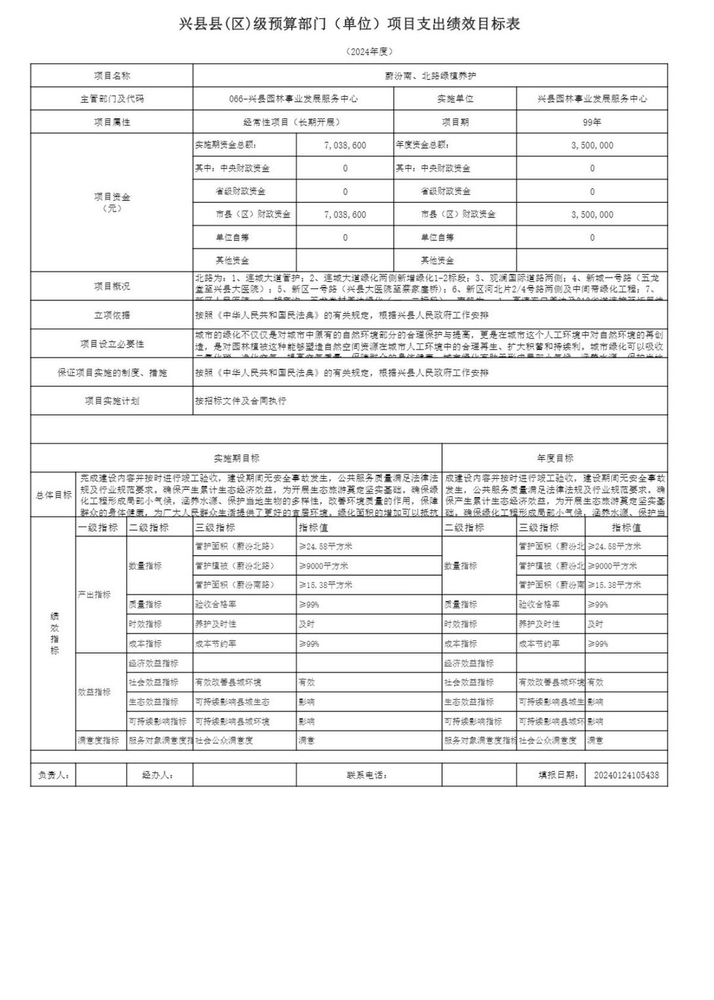 兴县县(区)级预算部门（单位）项目支出绩效目标表
（2024年度）
项目名称 蔚汾南、北路绿植养护
主管部门及代码 066-兴县园林事业发展服务中心 实施单位 兴县园林事业发展服务中心
项目属性 经常性项目（长期开展） 项目期 99年
项目资金
（元）
实施期资金总额： 7,038,600 年度资金总额： 3,500,000
其中：中央财政资金 0 其中：中央财政资金 0
省级财政资金 0 省级财政资金 0
市县（区）财政资金 7,038,600 市县（区）财政资金 3,500,000
单位自筹 0 单位自筹 0
其他资金 其他资金
项目概况
北路为：1、连城大道管护；2、连城大道绿化两侧新增绿化1-2标段；3、观澜国际道路两侧；4、新城一号路（五龙
堂至兴县大医院）；5、新区一号路（兴县大医院至蔡家崖桥)；6、新区河北片2/4号路两侧及中间带绿化工程；7、
立项依据 按照《中华人民共和国民法典》的有关规定，根据兴县人民政府工作安排
项目设立必要性
城市的绿化不仅仅是对城市中原有的自然环境部分的合理保护与提高，更是在城市这个人工环境中对自然环境的再创
造，是对园林植被这种能够塑造自然空间资源在城市人工环境中的合理再生、扩大积蓄和持续利。城市绿化可以吸收
保证项目实施的制度、措施 按照《中华人民共和国民法典》的有关规定，根据兴县人民政府工作安排
项目实施计划 按招标文件及合同执行
实施期目标 年度目标
总体目标
完成建设内容并按时进行竣工验收，建设期间无安全事故发生，公共服务质量满足法律法
规及行业规范要求。确保产生累计生态经济效益，为开展生态旅游奠定坚实基础。确保绿
化工程形成局部小气候，涵养水源、保护当地生物的多样性，改善环境质量的作用，保障
群众的身体健康，为广大人民群众生活提供了更好的宜居环境。绿化面积的增加可以抵抗
成建设内容并按时进行竣工验收，建设期间无安全事故
发生，公共服务质量满足法律法规及行业规范要求。确
保产生累计生态经济效益，为开展生态旅游奠定坚实基
础。确保绿化工程形成局部小气候，涵养水源、保护当
绩效指标
一级指标 二级指标 三级指标 指标值 二级指标 三级指标 指标值
产出指标
数量指标 管护面积（蔚汾北路） ≥24.58平方米 数量指标 管护面积（蔚汾北 ≥24.58平方米
管护植被（蔚汾北路） ≥9000平方米 管护植被（蔚汾北 ≥9000平方米
管护面积（蔚汾南路） ≥15.38平方米 管护面积（蔚汾南 ≥15.38平方米
质量指标 验收合格率 ≥99% 质量指标 验收合格率 ≥99%
时效指标 养护及时性 及时 时效指标 养护及时性 及时
成本指标 成本节约率 ≥99% 成本指标 成本节约率 ≥99%
效益指标
经济效益指标 经济效益指标
社会效益指标 有效改善县城环境 有效 社会效益指标 有效改善县城环境 有效
生态效益指标 可持续影响县城生态 影响 生态效益指标 可持续影响县城生 影响
可持续影响指标 可持续影响县城环境 影响 可持续影响指标 可持续影响县城环 影响
满意度指标 服务对象满意度指 社会公众满意度 满意 服务对象满意度指标 社会公众满意度 满意
负责人： 经办人： 联系电话： 填报日期： 20240124105438